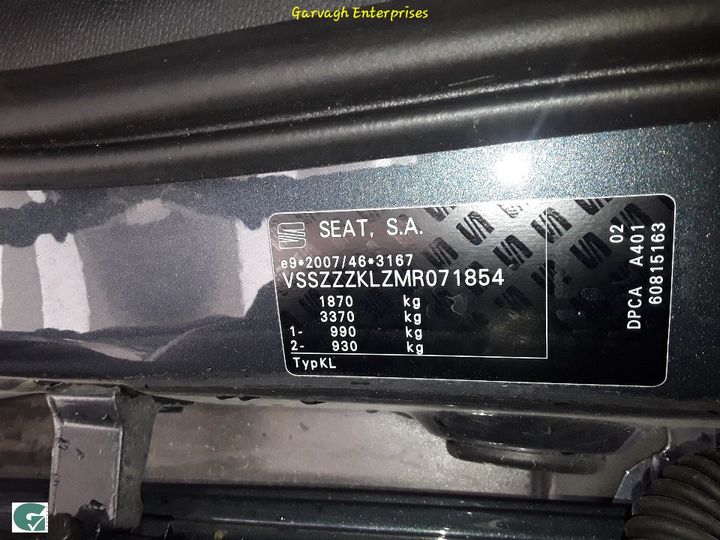 Garvagh Enterprises
SEAT, S.A.
e9*2007/46*3167
VSSZZZKLZMR071854
1870 kg
3370 kg
1- 990 kg
2- 930 kg
TypKL
DPCA A401 02
60815163